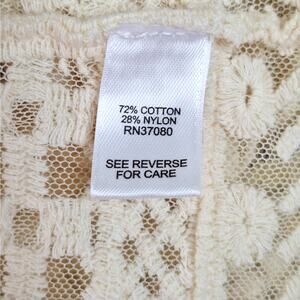 72% COTTON
28% NYLON
RN37080
SEE REVERSE
FOR CARE